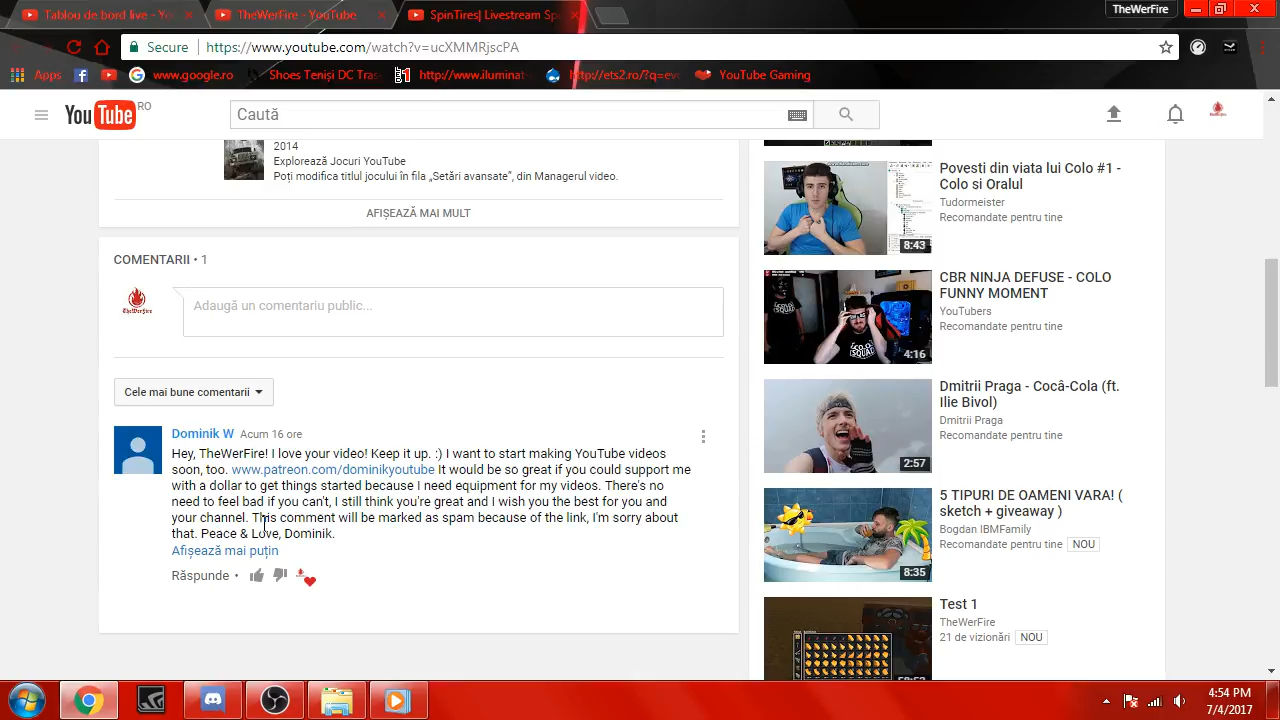 Tablou de bord live - Yo
TheWerFire - YouTube
SpinTires| Livestream Sp
TheWerFire
Secure
https://www.youtube.com/watch?v=ucXMMRjscPA
Apps
www.google.ro
Shoes Teniși DC Tras
http://www.iluminat
http://ets2.ro/?q=eve
YouTube Gaming
YouTube RO
Caută
2014
Explorează Jocuri YouTube
Poți modifica titlul jocului în fila „Setări avansate”, din Managerul video.
AFIȘEAZĂ MAI MULT
COMENTARII • 1
TheWerFire
Adaugă un comentariu public...
Cele mai bune comentarii
Dominik W Acum 16 ore
Hey, TheWerFire! I love your video! Keep it up. :) I want to start making YouTube videos
soon, too. www.patreon.com/dominikyoutube It would be so great if you could support me
with a dollar to get things started because I need equipment for my videos. There's no
need to feel bad if you can't, I still think you're great and I wish you the best for you and
your channel. This comment will be marked as spam because of the link, I'm sorry about
that. Peace & Love, Dominik.
Afișează mai puțin
Răspunde •
Povesti din viata lui Colo #1 -
Colo si Oralul
Tudormeister
Recomandate pentru tine
8:43
CBR NINJA DEFUSE - COLO
FUNNY MOMENT
YouTubers
Recomandate pentru tine
4:16
Dmitrii Praga - Cocâ-Cola (ft.
Ilie Bivol)
Dmitrii Praga
Recomandate pentru tine
2:57
5 TIPURI DE OAMENI VARA! (
sketch + giveaway )
Bogdan IBMFamily
Recomandate pentru tine NOU
8:35
Test 1
TheWerFire
21 de vizionări NOU
4:54 PM
7/4/2017